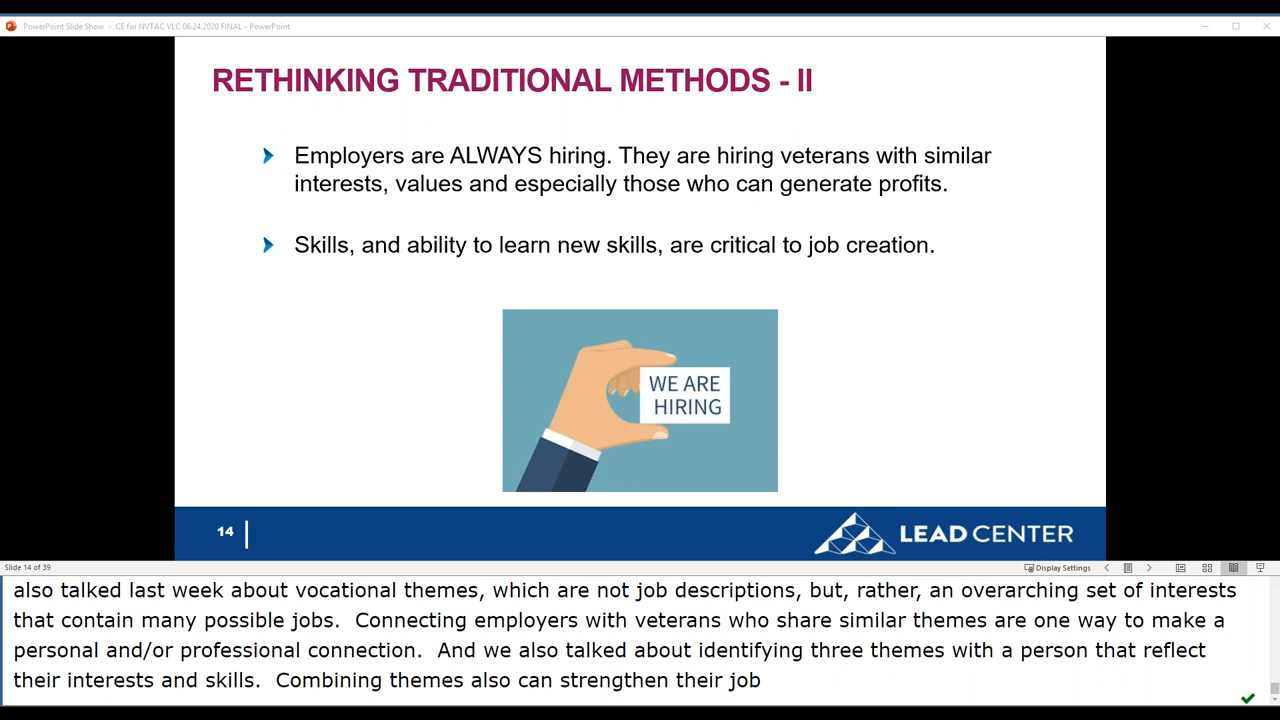 PowerPoint Slide Show - CE for NVTAC VLC 06.24.2020 FINAL - PowerPoint
RETHINKING TRADITIONAL METHODS - II
Employers are ALWAYS hiring. They are hiring veterans with similar
interests, values and especially those who can generate profits.
Skills, and ability to learn new skills, are critical to job creation.
WE ARE
HIRING
14
LEAD CENTER
Slide 14 of 39
Display Settings
also talked last week about vocational themes, which are not job descriptions, but, rather, an overarching set of interests
that contain many possible jobs.  Connecting employers with veterans who share similar themes are one way to make a
personal and/or professional connection.  And we also talked about identifying three themes with a person that reflect
their interests and skills.  Combining themes also can strengthen their job